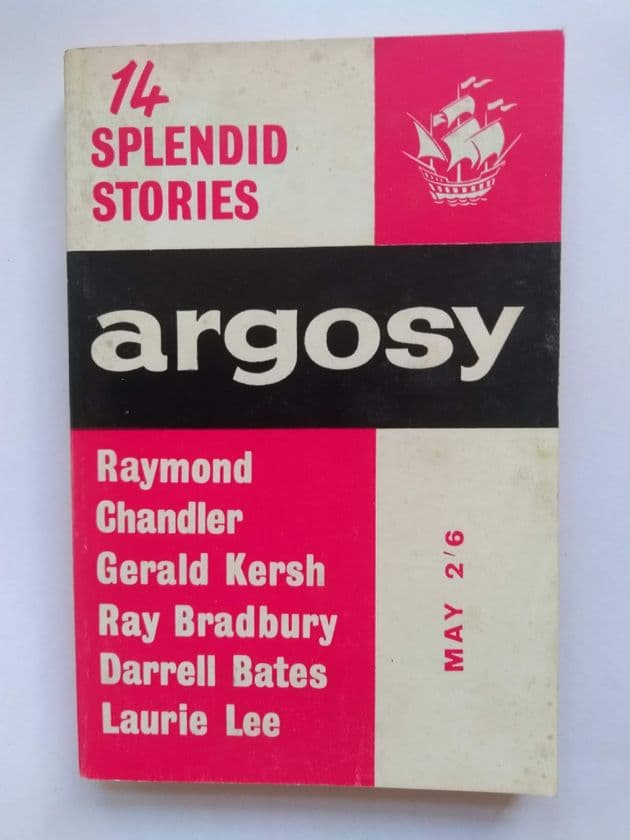 14
SPLENDID
STORIES
argosy
Raymond
Chandler
Gerald Kersh
Ray Bradbury
Darrell Bates
Laurie Lee
MAY 2'6